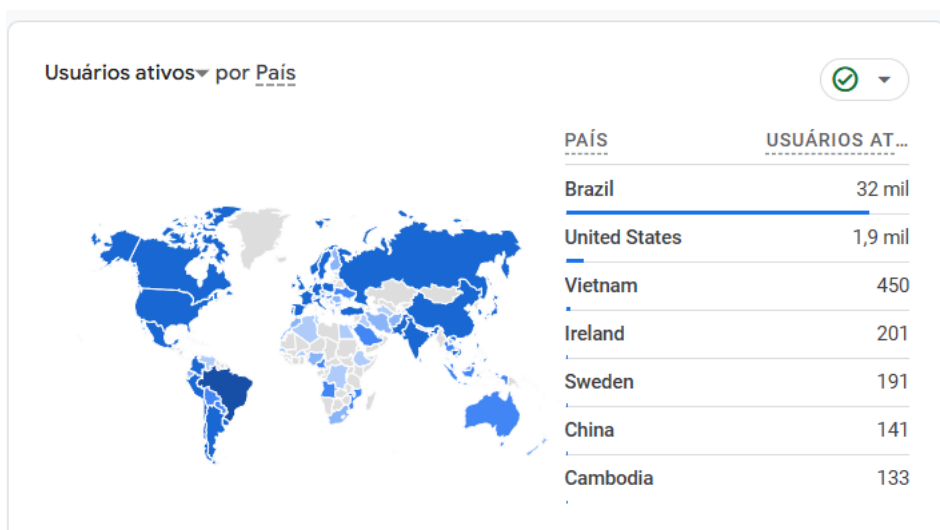 Usuários ativos por País
PAÍS USUÁRIOS AT...
Brazil 32 mil
United States 1,9 mil
Vietnam 450
Ireland 201
Sweden 191
China 141
Cambodia 133